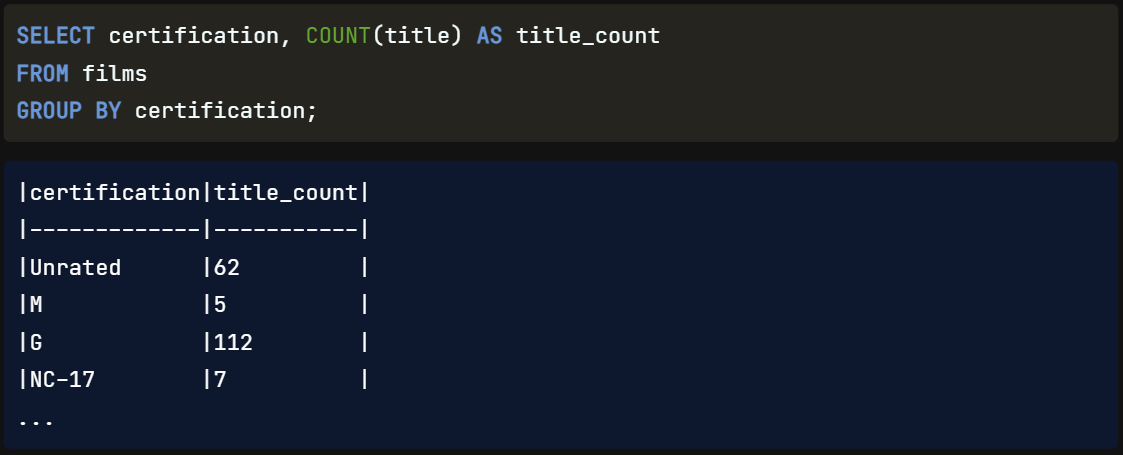 SELECT certification, COUNT(title) AS title_count
FROM films
GROUP BY certification;
|certification|title_count|
|-------------|-----------|
|Unrated      |62         |
|M            |5          |
|G            |112        |
|NC-17        |7          |
...